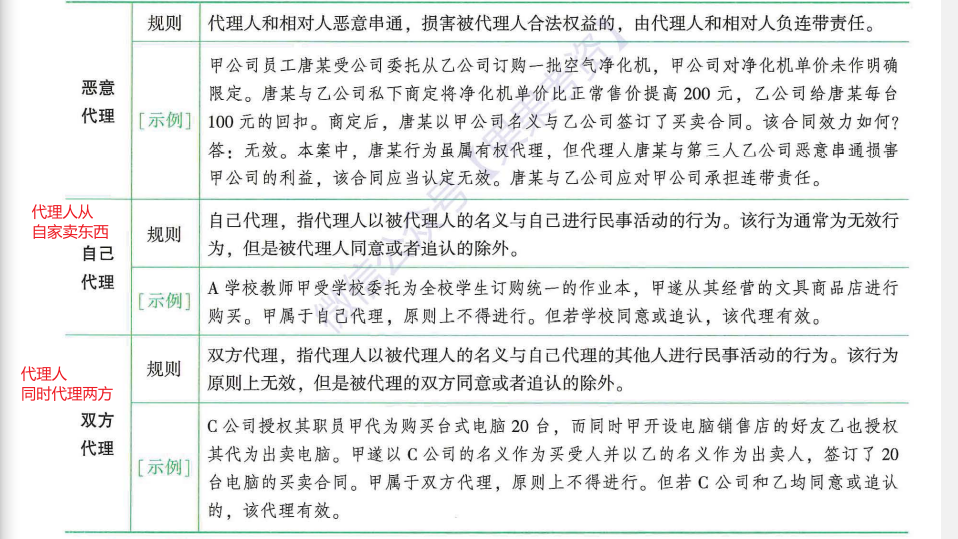 规则
代理人和相对人恶意串通，损害被代理人合法权益的，由代理人和相对人负连带责任。
恶意
代理
[示例]
甲公司员工唐某受公司委托从乙公司订购一批空气净化机，甲公司对净化机单价未作明确
限定。唐某与乙公司私下商定将净化机单价比正常售价提高 200 元，乙公司给唐某每台
100 元的回扣。商定后，唐某以甲公司名义与乙公司签订了买卖合同。该合同效力如何？
答：无效。本案中，唐某行为虽属有权代理，但代理人唐某与第三人乙公司恶意串通损害
甲公司的利益，该合同应当认定无效。唐某与乙公司应对甲公司承担连带责任。
代理人从
自家卖东西
自己
代理
规则
自己代理，指代理人以被代理人的名义与自己进行民事活动的行为。该行为通常为无效行
为，但是被代理人同意或者追认的除外。
[示例]
A 学校教师甲受学校委托为全校学生订购统一的作业本，甲遂从其经营的文具商品店进行
购买。甲属于自己代理，原则上不得进行。但若学校同意或追认，该代理有效。
代理人
同时代理两方
双方
代理
规则
双方代理，指代理人以被代理人的名义与自己代理的其他人进行民事活动的行为。该行为
原则上无效，但是被代理的双方同意或者追认的除外。
[示例]
C 公司授权其职员甲代为购买台式电脑 20 台，而同时甲开设电脑销售店的好友乙也授权
其代为出卖电脑。甲遂以 C 公司的名义作为买受人并以乙的名义作为出卖人，签订了 20
台电脑的买卖合同。甲属于双方代理，原则上不得进行。但若 C 公司和乙均同意或追认
的，该代理有效。